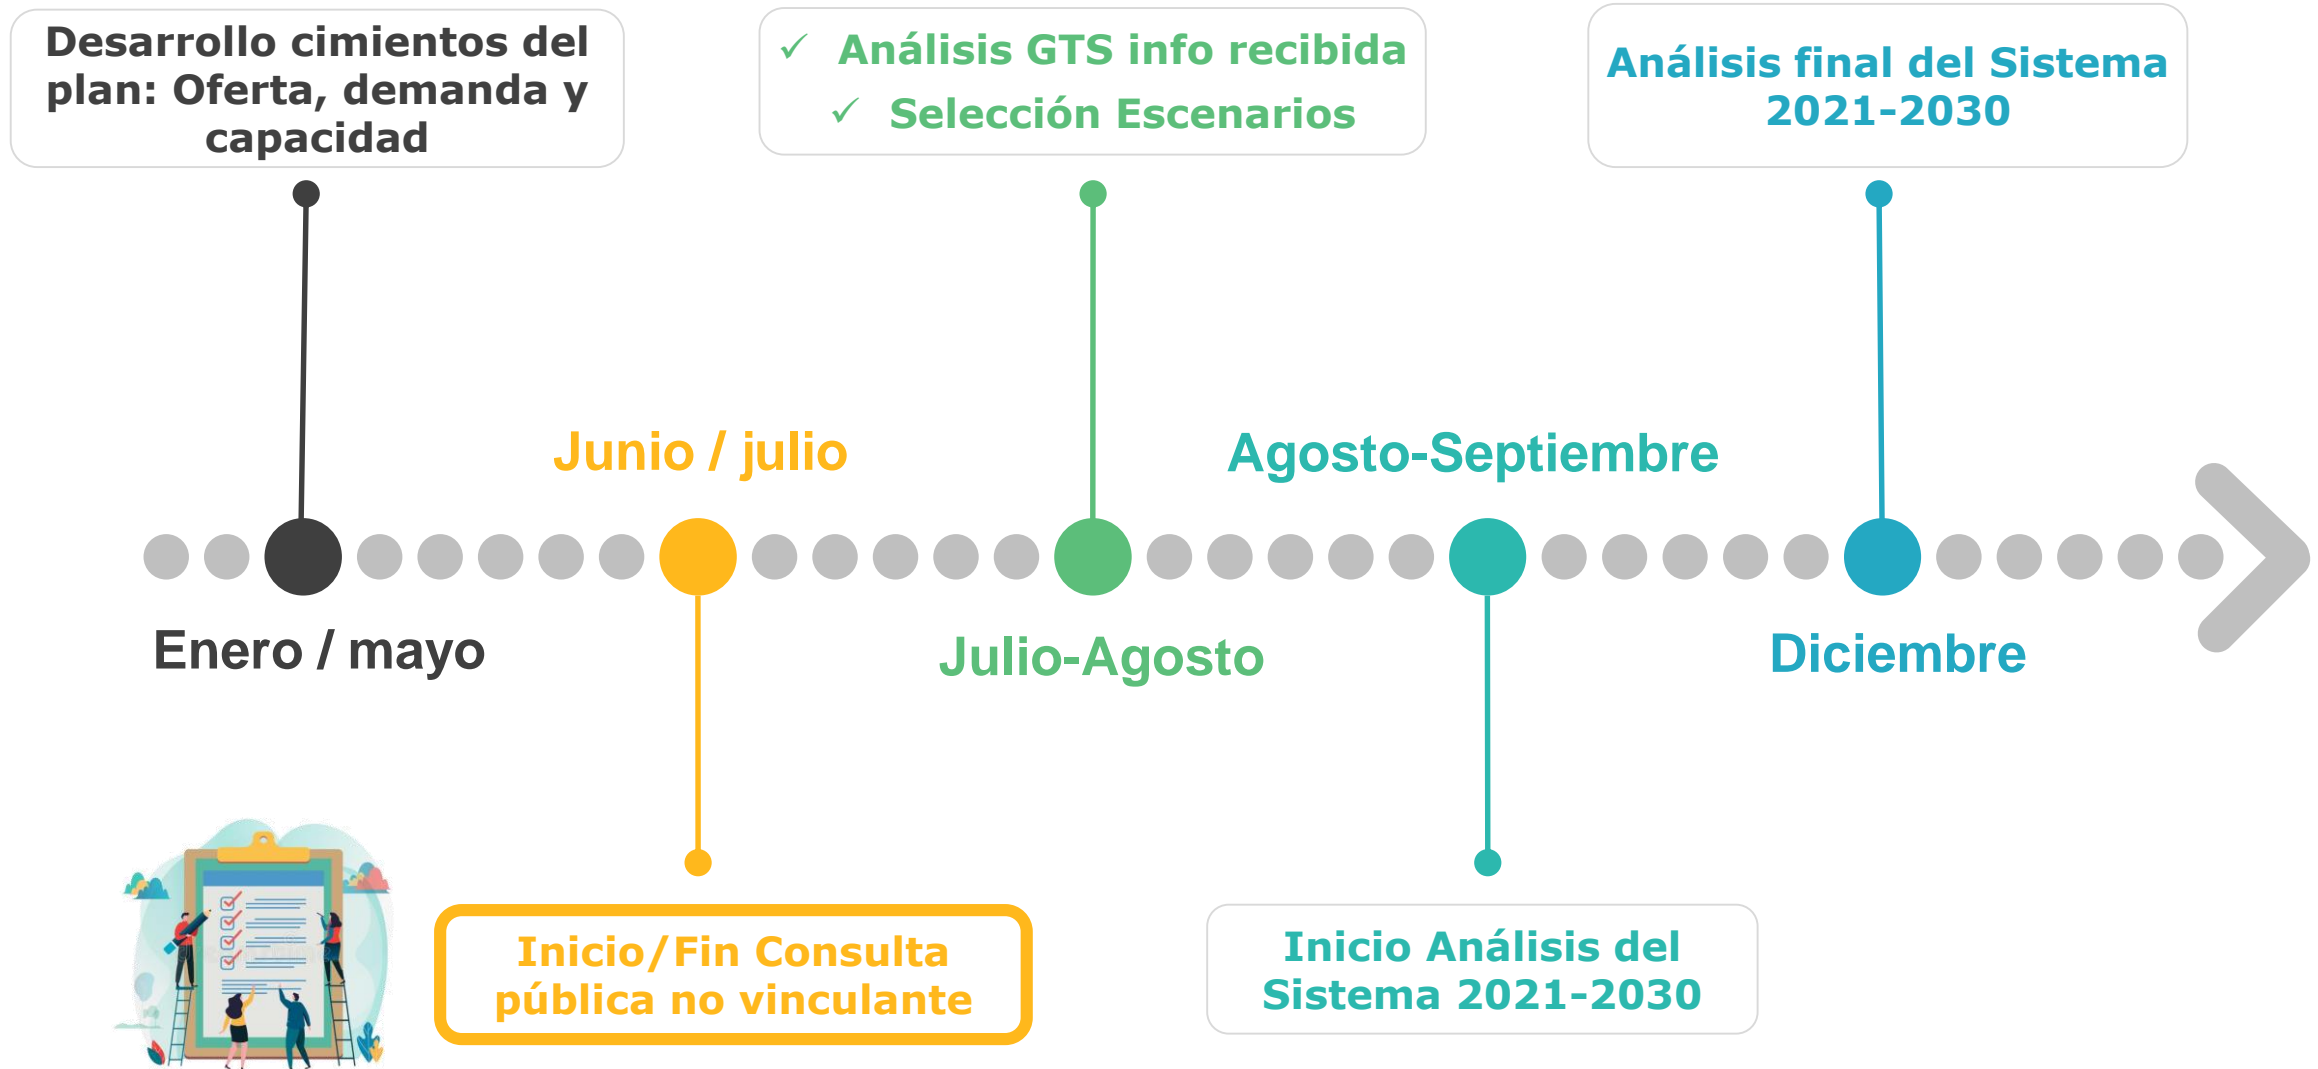 Desarrollo cimientos del
plan: Oferta, demanda y
capacidad
✓ Análisis GTS info recibida
✓ Selección Escenarios
Análisis final del Sistema
2021-2030
Junio / julio
Agosto-Septiembre
Enero / mayo
Julio-Agosto
Diciembre
Inicio/Fin Consulta
pública no vinculante
Inicio Análisis del
Sistema 2021-2030